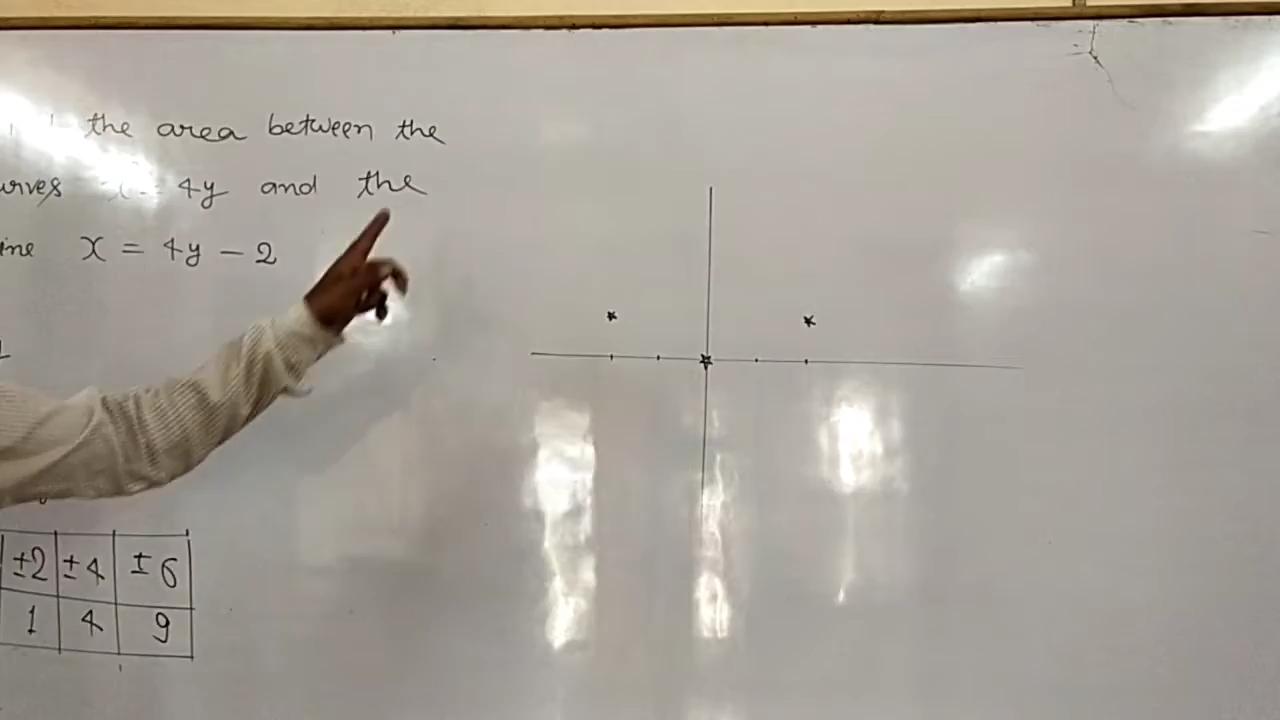 the area between the
urves = 4y and the
ine x = 4y - 2
±2 ±4 ±6
1 4 9